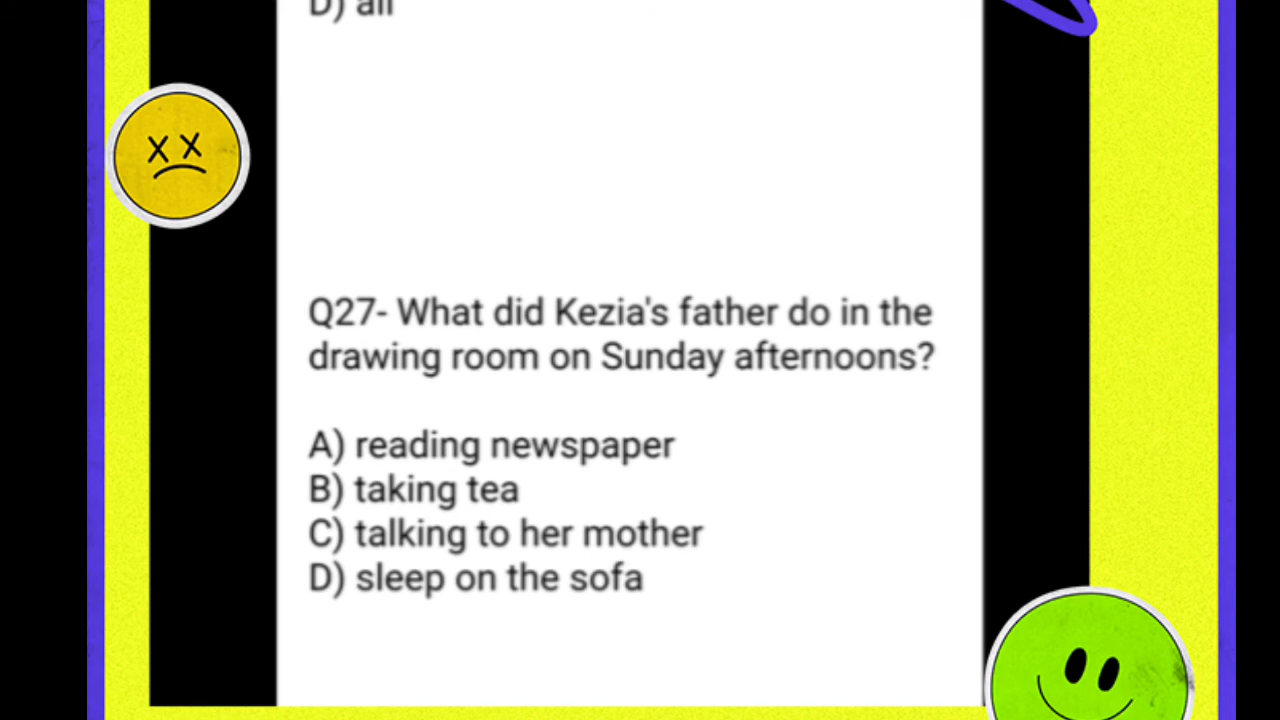 D) all
Q27- What did Kezia's father do in the
drawing room on Sunday afternoons?
A) reading newspaper
B) taking tea
C) talking to her mother
D) sleep on the sofa